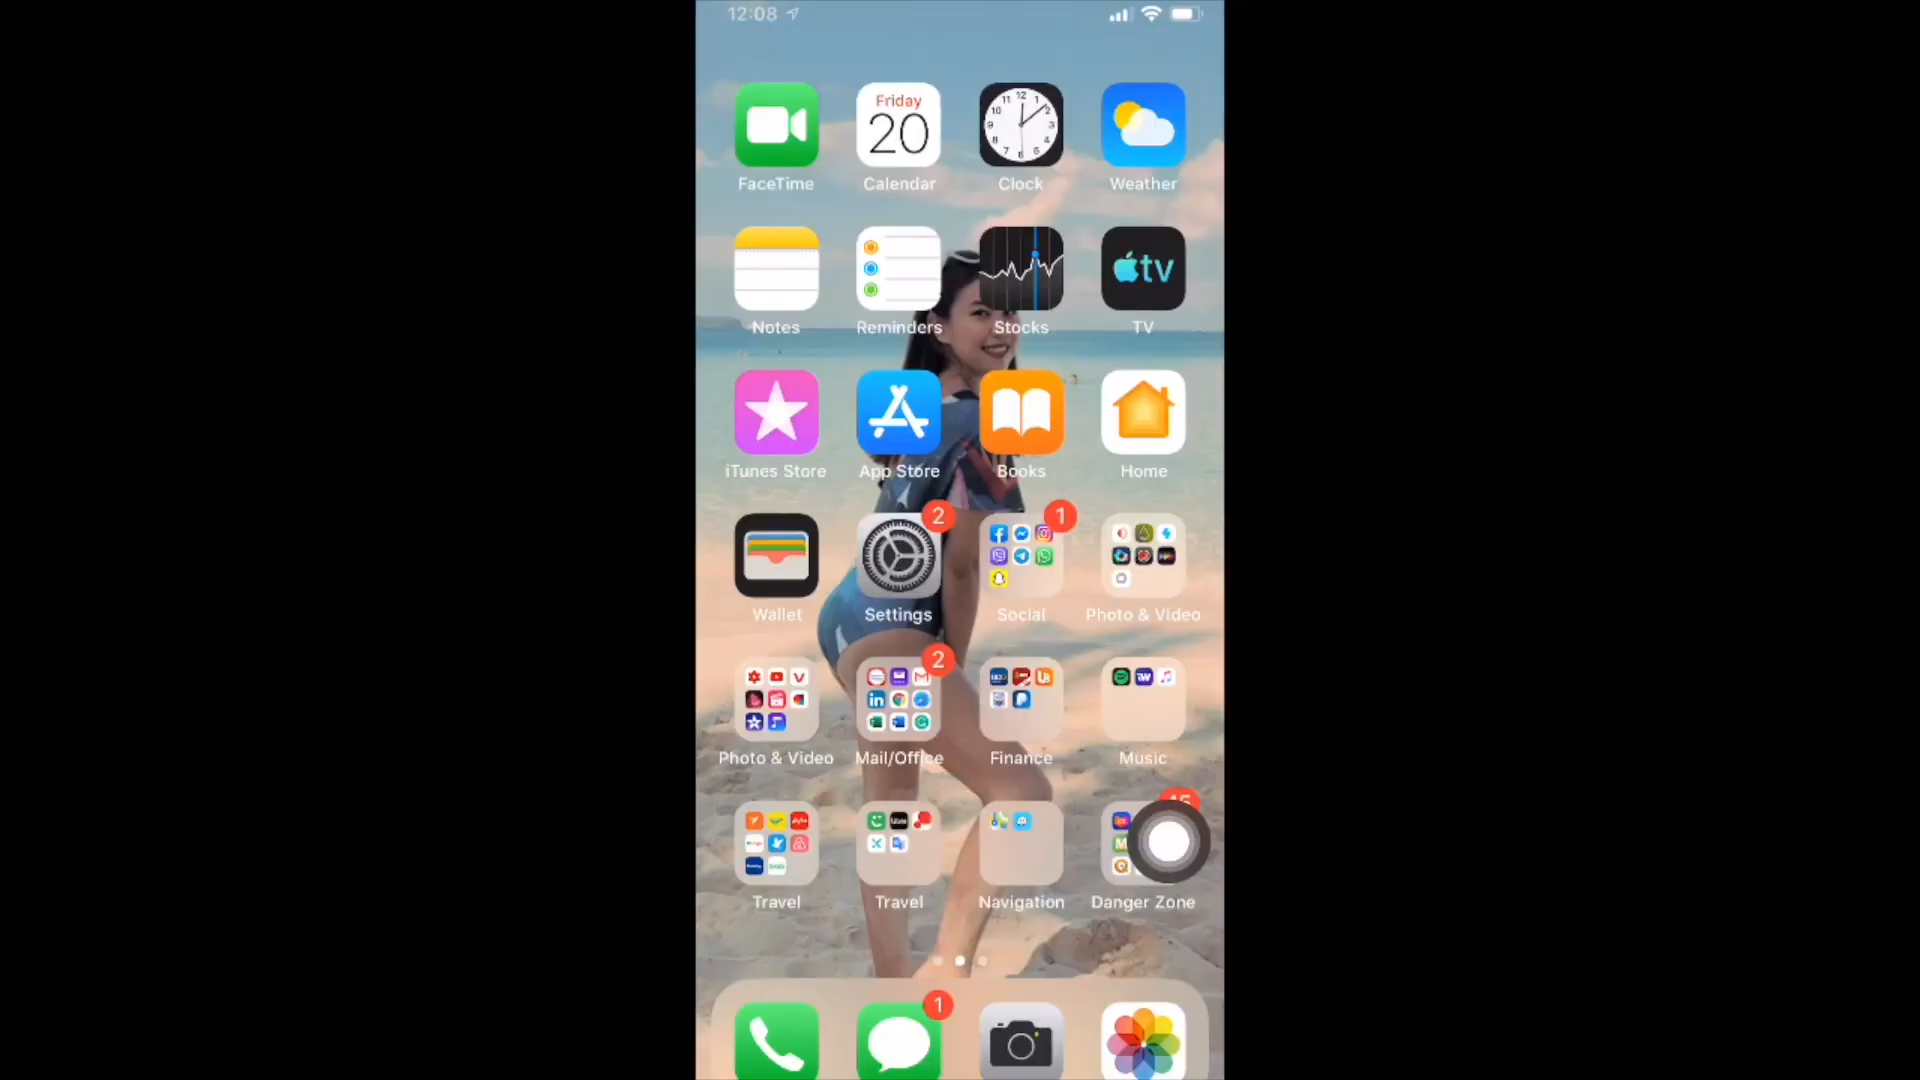 12:08
Friday
20
FaceTime
Calendar
Clock
Weather
tv
Notes
Reminders
Stocks
TV
iTunes Store
App Store
Books
Home
2
1
Wallet
Settings
Social
Photo & Video
2
Photo & Video
Mail/Office
Finance
Music
Travel
Travel
Navigation
Danger Zone
1